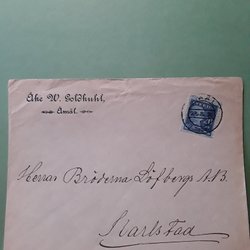 Åke W. Goldkuhl,
Åmål.
Herrar Bröderna Löfbergs A.B.
Karlstad